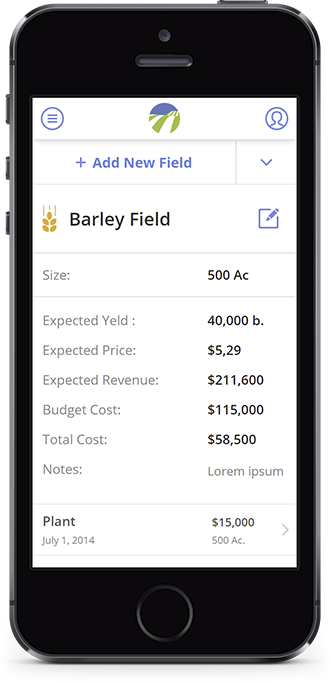 + Add New Field
Barley Field
Size: 500 Ac
Expected Yeld : 40,000 b.
Expected Price: $5,29
Expected Revenue: $211,600
Budget Cost: $115,000
Total Cost: $58,500
Notes: Lorem ipsum
Plant $15,000
July 1, 2014 500 Ac.